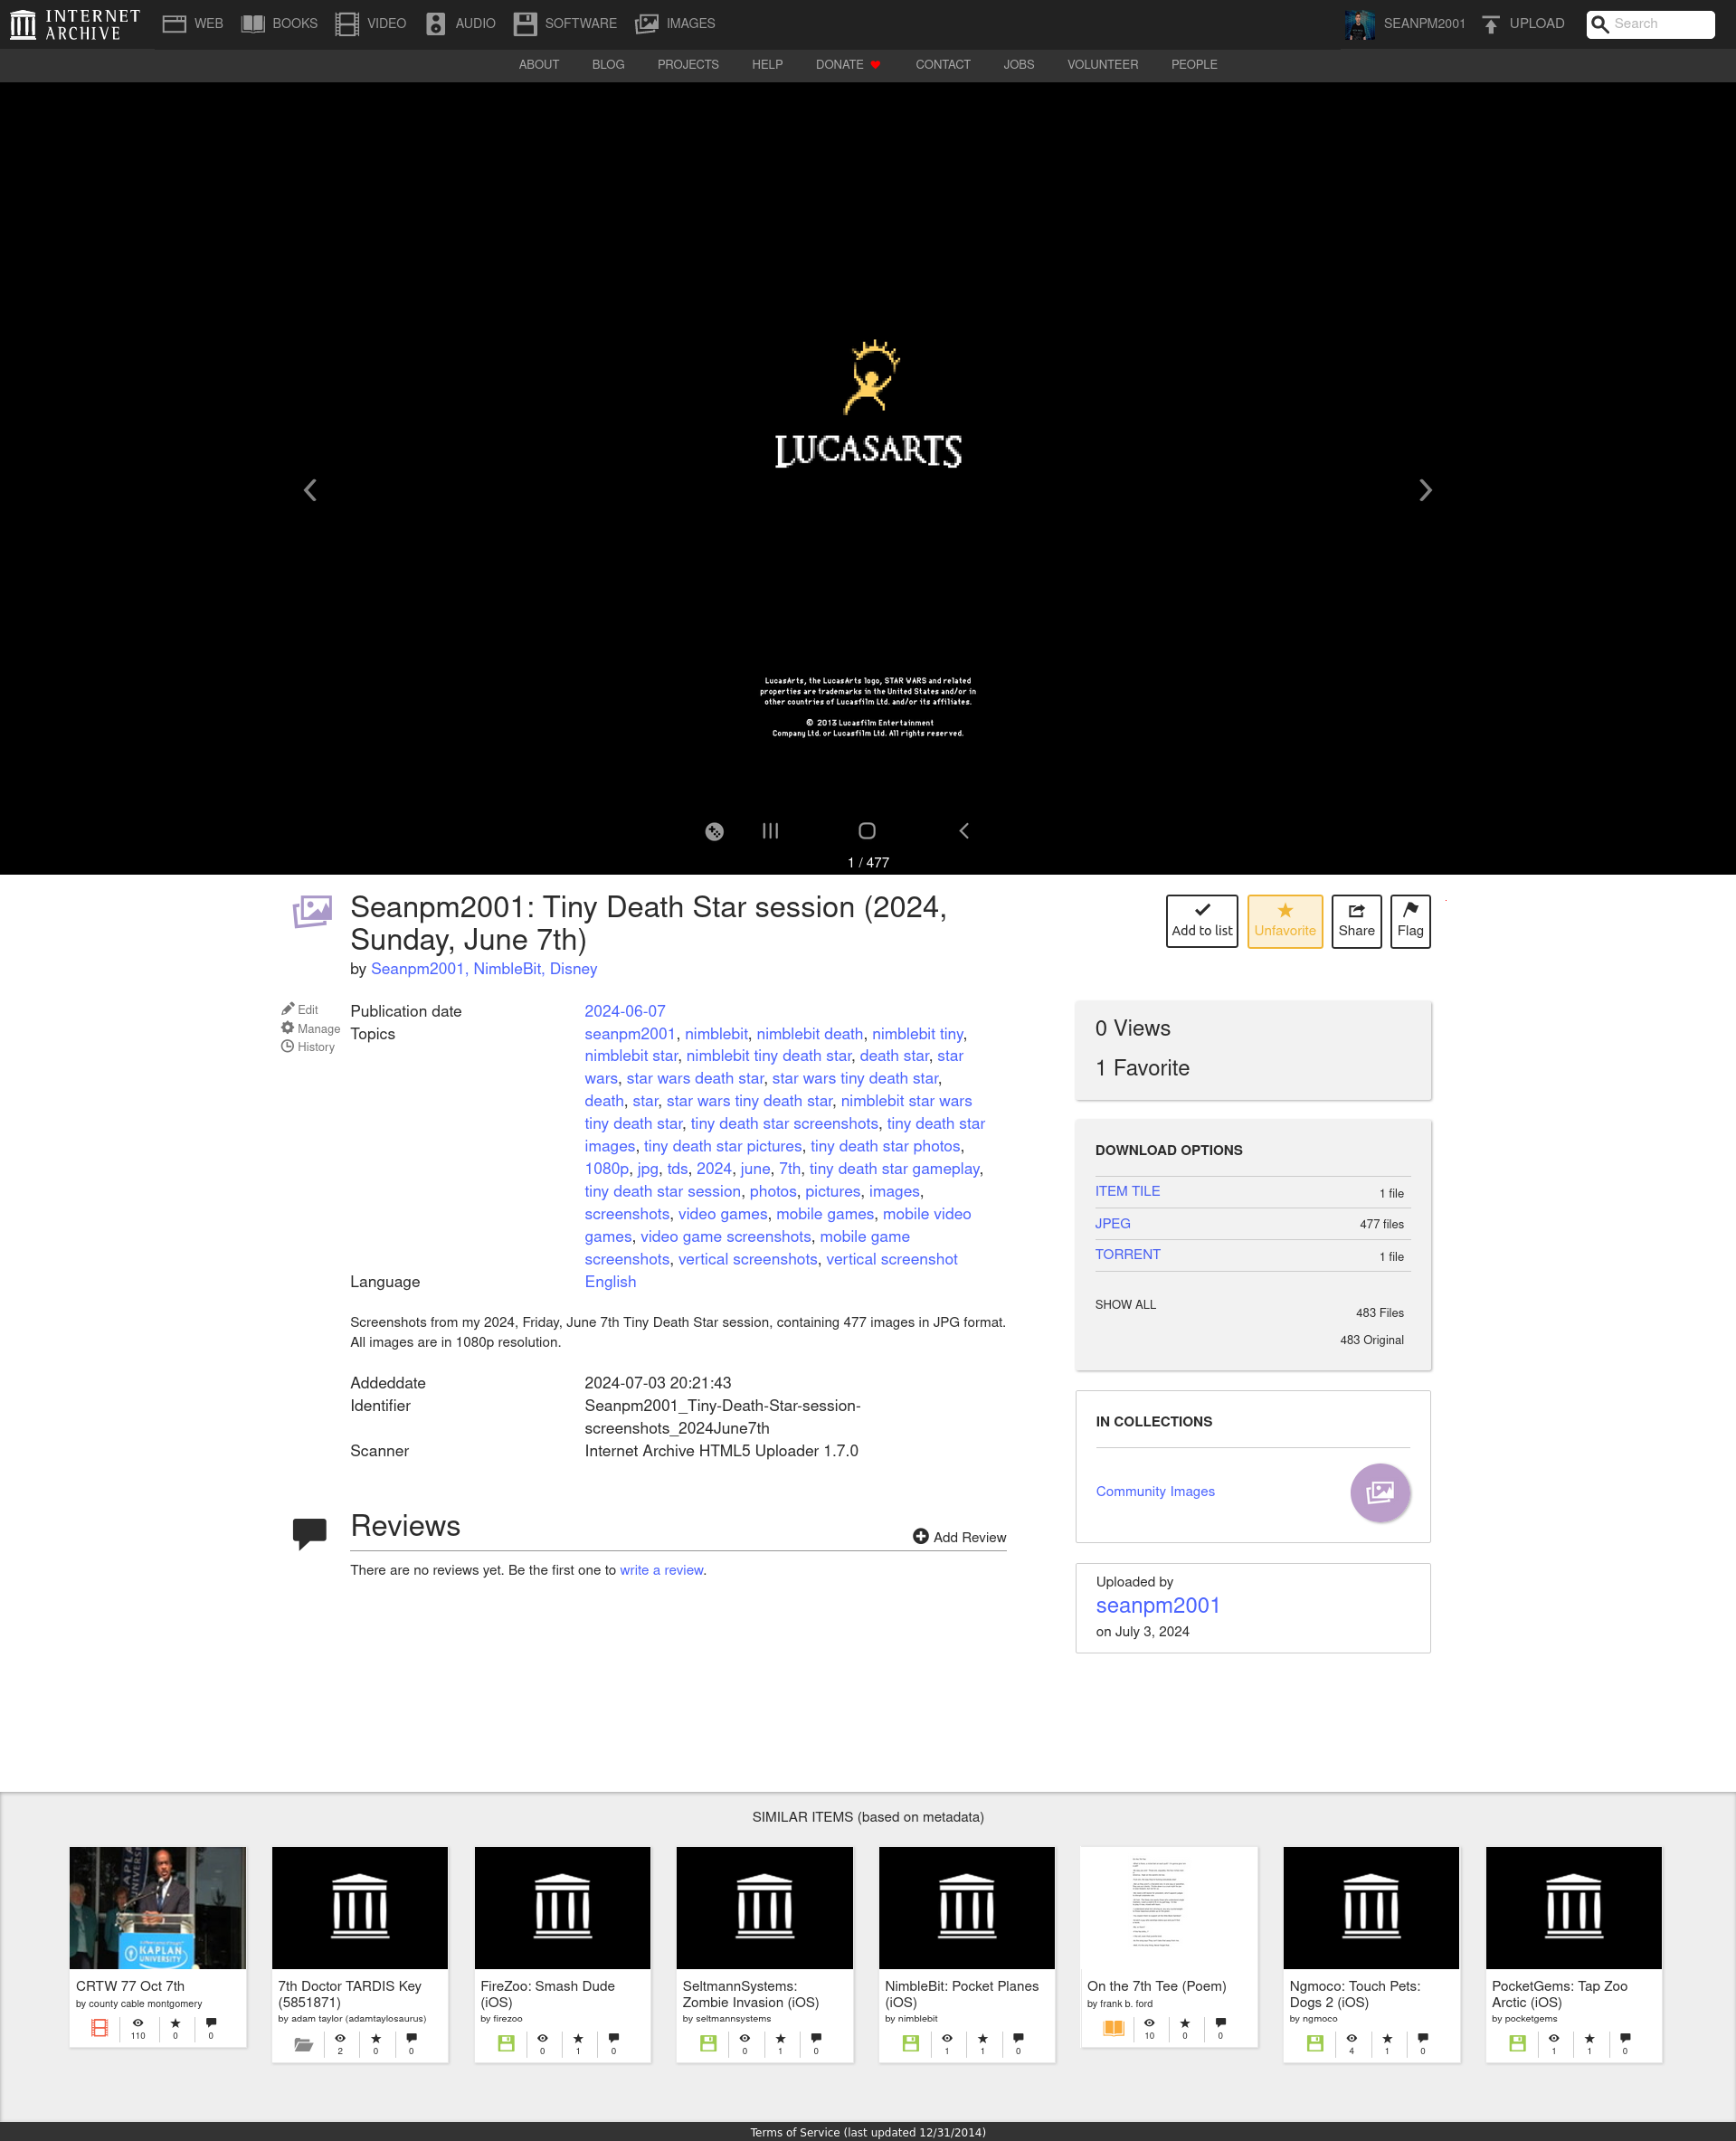 INTERNET
ARCHIVE
WEB BOOKS VIDEO AUDIO SOFTWARE IMAGES SEANPM2001 UPLOAD Search
ABOUT BLOG PROJECTS HELP DONATE CONTACT JOBS VOLUNTEER PEOPLE
LUCASARTS
LucasArts, the LucasArts logo, STAR WARS and related
properties are trademarks in the United States and/or in
other countries of Lucasfilm Ltd. and/or its affiliates.
© 2013 Lucasfilm Entertainment
Company Ltd. or Lucasfilm Ltd. All rights reserved.
1 / 477
Seanpm2001: Tiny Death Star session (2024,
Sunday, June 7th)
by Seanpm2001, NimbleBit, Disney
Add to list Unfavorite Share Flag
Edit
Manage
History
Publication date 2024-06-07
Topics seanpm2001, nimblebit, nimblebit death, nimblebit tiny,
nimblebit star, nimblebit tiny death star, death star, star
wars, star wars death star, star wars tiny death star,
death, star, star wars tiny death star, nimblebit star wars
tiny death star, tiny death star screenshots, tiny death star
images, tiny death star pictures, tiny death star photos,
1080p, jpg, tds, 2024, june, 7th, tiny death star gameplay,
tiny death star session, photos, pictures, images,
screenshots, video games, mobile games, mobile video
games, video game screenshots, mobile game
screenshots, vertical screenshots, vertical screenshot
Language English
Screenshots from my 2024, Friday, June 7th Tiny Death Star session, containing 477 images in JPG format.
All images are in 1080p resolution.
Addeddate 2024-07-03 20:21:43
Identifier Seanpm2001_Tiny-Death-Star-session-
screenshots_2024June7th
Scanner Internet Archive HTML5 Uploader 1.7.0
Reviews
Add Review
There are no reviews yet. Be the first one to write a review.
0 Views
1 Favorite
DOWNLOAD OPTIONS
ITEM TILE 1 file
JPEG 477 files
TORRENT 1 file
SHOW ALL 483 Files
483 Original
IN COLLECTIONS
Community Images
Uploaded by
seanpm2001
on July 3, 2024
SIMILAR ITEMS (based on metadata)
KAPLAN
UNIVERSITY
CRTW 77 Oct 7th
by county cable montgomery
110 0 0
7th Doctor TARDIS Key
(5851871)
by adam taylor (adamtaylosaurus)
2 0 0
FireZoo: Smash Dude
(iOS)
by firezoo
0 1 0
SeltmannSystems:
Zombie Invasion (iOS)
by seltmannsystems
0 1 0
NimbleBit: Pocket Planes
(iOS)
by nimblebit
1 1 0
On the 7th Tee (Poem)
by frank b. ford
10 0 0
Ngmoco: Touch Pets:
Dogs 2 (iOS)
by ngmoco
4 1 0
PocketGems: Tap Zoo
Arctic (iOS)
by pocketgems
1 1 0
Terms of Service (last updated 12/31/2014)